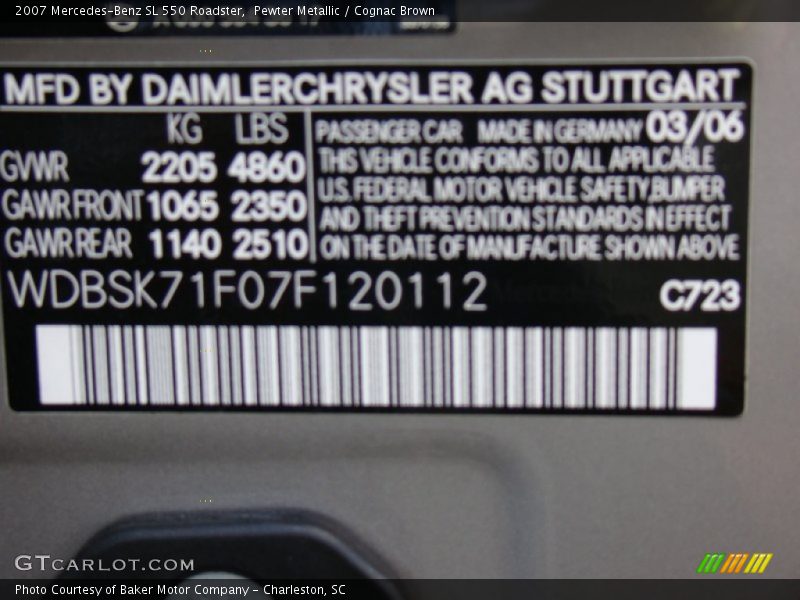 2007 Mercedes-Benz SL 550 Roadster, Pewter Metallic / Cognac Brown
MFD BY DAIMLERCHRYSLER AG STUTTGART
KG LBS
GVWR 2205 4860
GAWR FRONT 1065 2350
GAWR REAR 1140 2510
PASSENGER CAR MADE IN GERMANY 03/06
THIS VEHICLE CONFORMS TO ALL APPLICABLE
U.S. FEDERAL MOTOR VEHICLE SAFETY, BUMPER
AND THEFT PREVENTION STANDARDS IN EFFECT
ON THE DATE OF MANUFACTURE SHOWN ABOVE
WDBSK71F07F120112 C723
GTCARLOT.COM
Photo Courtesy of Baker Motor Company - Charleston, SC